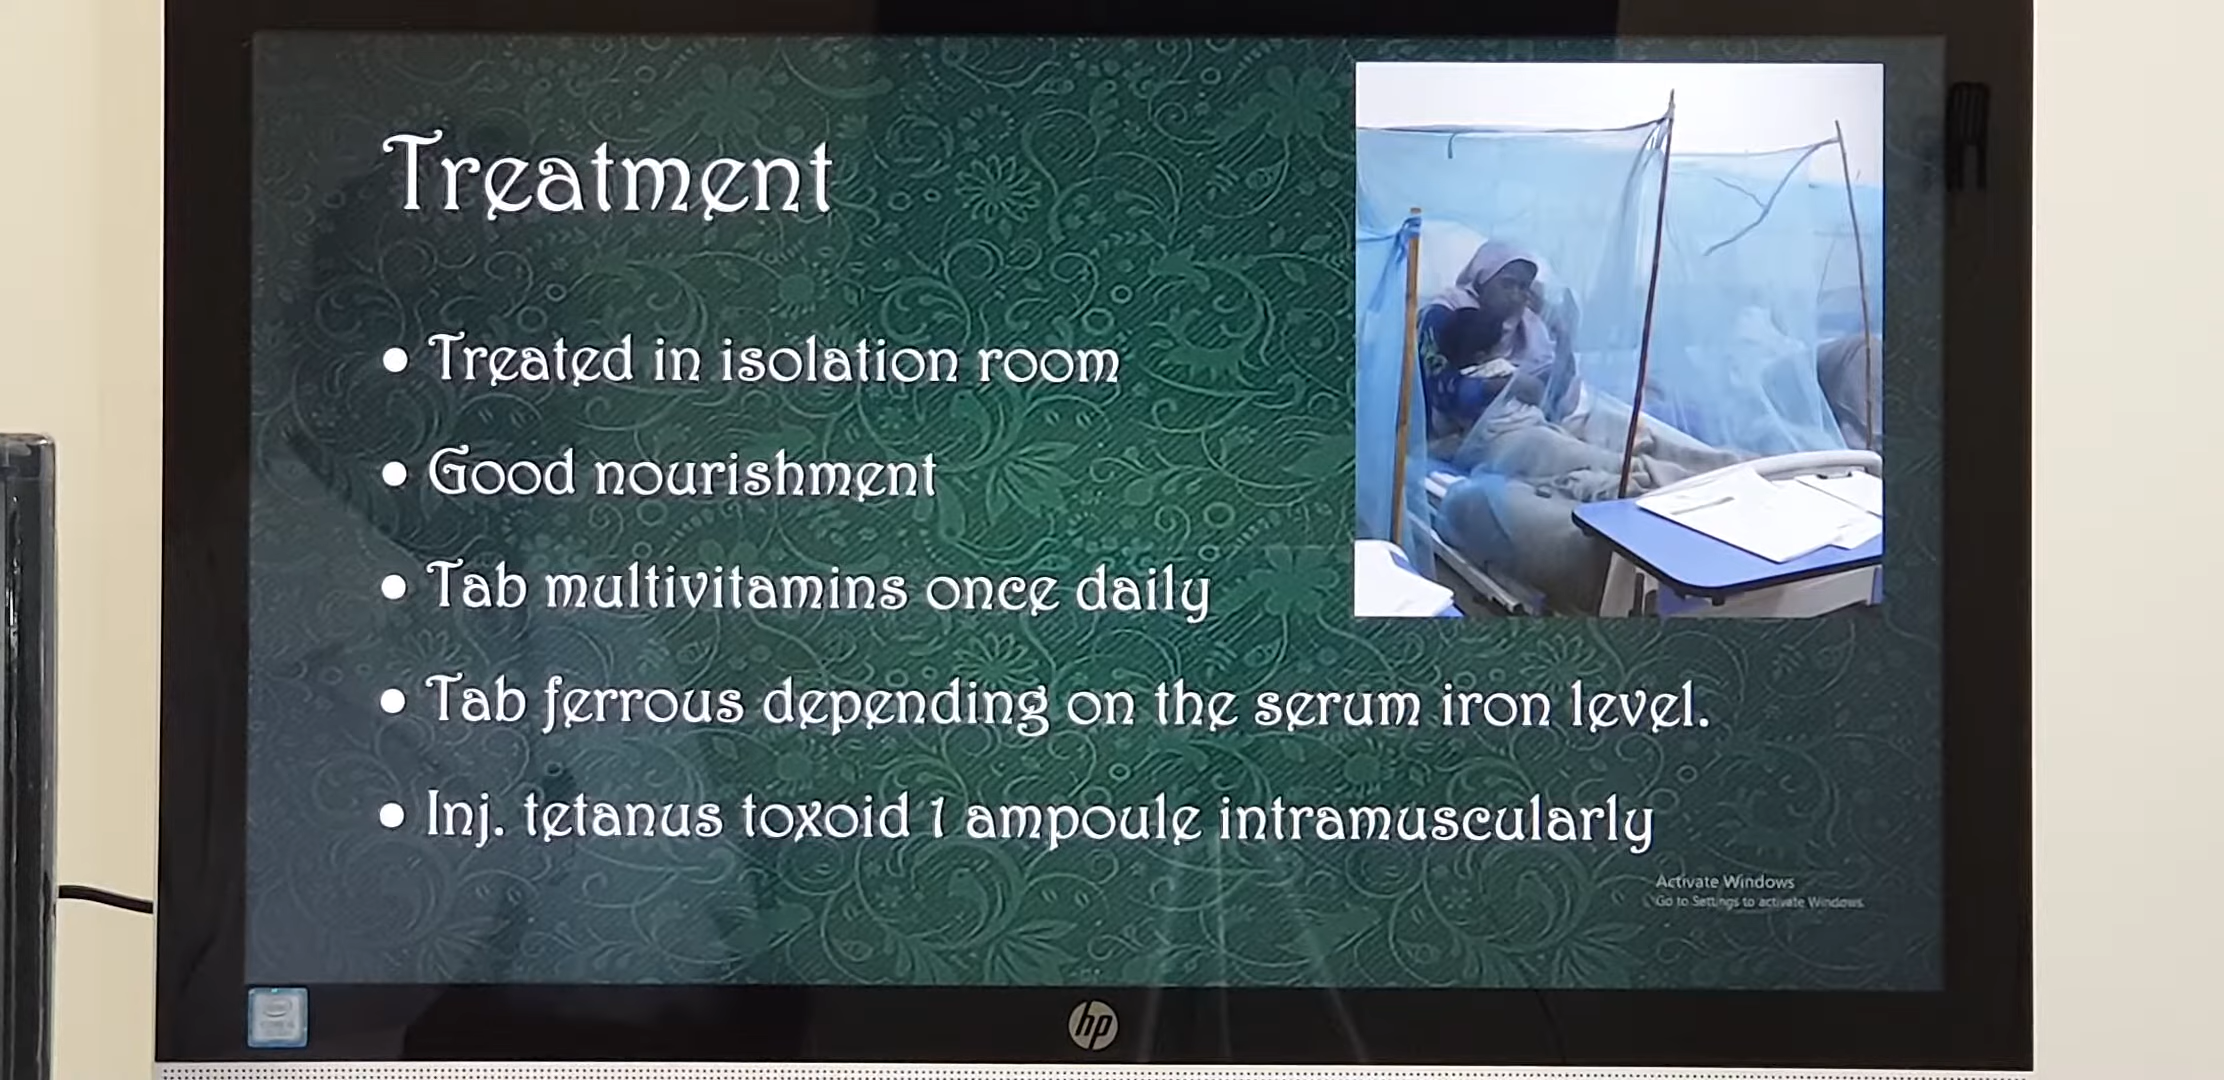 Treatment
• Treated in isolation room
• Good nourishment
• Tab multivitamins once daily
• Tab ferrous depending on the serum iron level.
• Inj. tetanus toxoid 1 ampoule intramuscularly
Activate Windows
Go to Settings to activate Windows.
hp